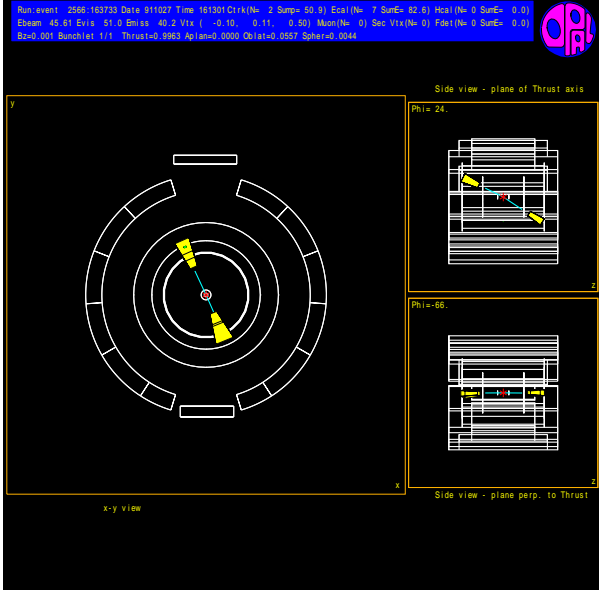 Run:event 2566:163733 Date 911027 Time 161301 Ctrk(N= 2 Sump= 50.9) Ecal(N= 7 SumE= 82.6) Hcal(N= 0 SumE= 0.0)
Ebeam 45.61 Evis 51.0 Emiss 40.2 Vtx ( -0.10, 0.11, 0.50) Muon(N= 0) Sec Vtx(N= 0) Fdet(N= 0 SumE= 0.0)
Bz=0.001 Bunchlet 1/1 Thrust=0.9963 Aplan=0.0000 Oblat=0.0557 Spher=0.0044
OPAL
Side view - plane of Thrust axis
y
Phi= 24.
z
Phi=-66.
x
z
Side view - plane perp. to Thrust
x-y view